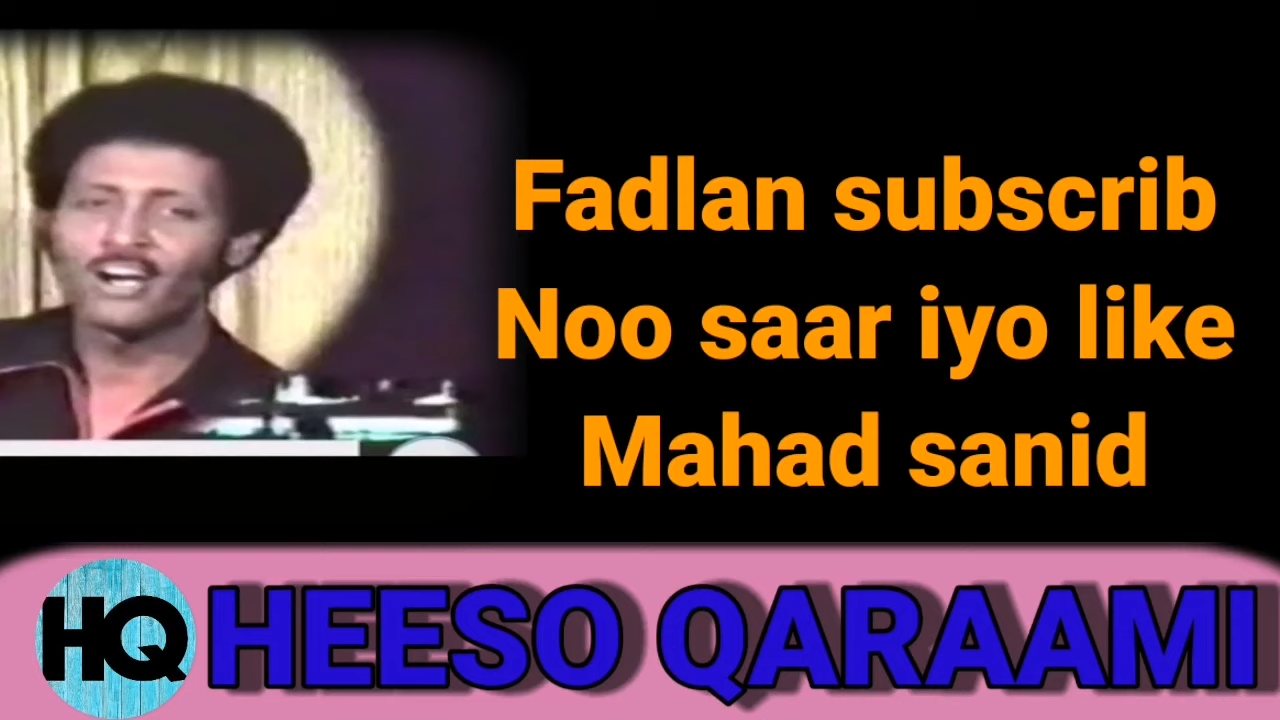 Fadlan subscrib
Noo saar iyo like
Mahad sanid
HQ HEESO QARAAMI